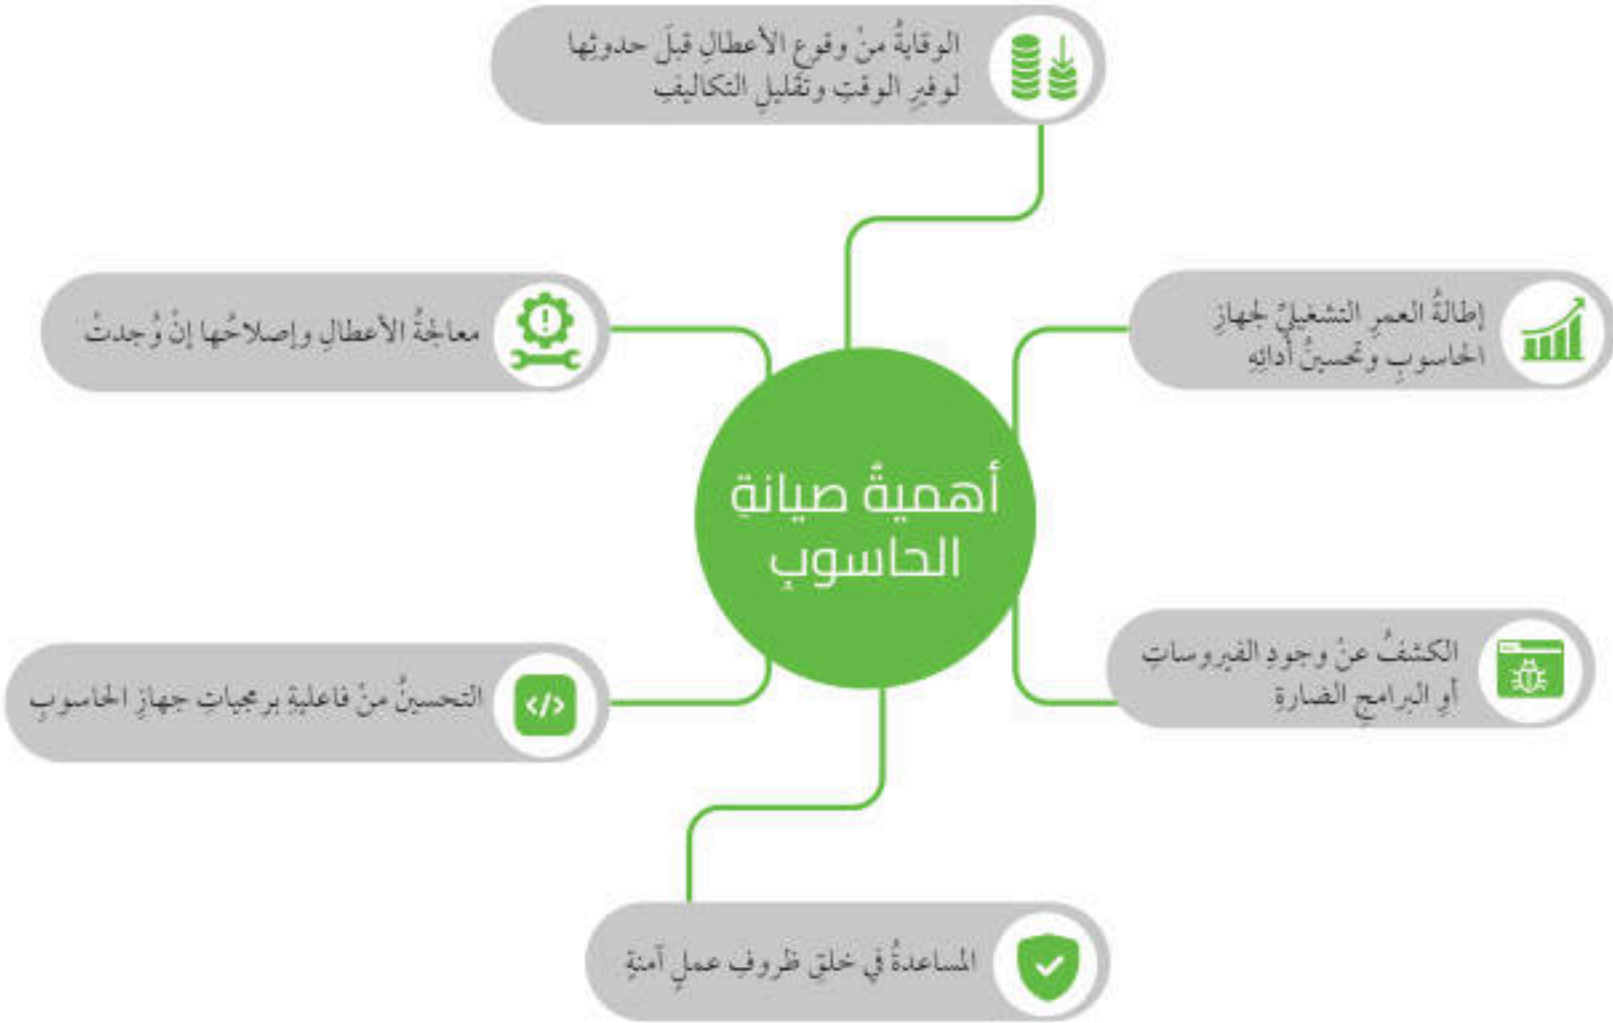 الوقايةُ منْ وقوعِ الأعطالِ قبلَ حدوثِها
لوفيرِ الوقتِ وتقليلِ التكاليفِ
إطالةُ العمرِ التشغيليِّ لجهازِ
الحاسوبِ وتحسينُ أدائِهِ
معالجةُ الأعطالِ وإصلاحُها إنْ وُجدتْ
أهميةُ صيانةِ
الحاسوبِ
الكشفُ عنْ وجودِ الفيروساتِ
أوِ البرامجِ الضارةِ
التحسينُ منْ فاعليةِ برمجياتِ جهازِ الحاسوبِ
</>
المساعدةُ في خلقِ ظروفِ عملٍ آمنةٍ